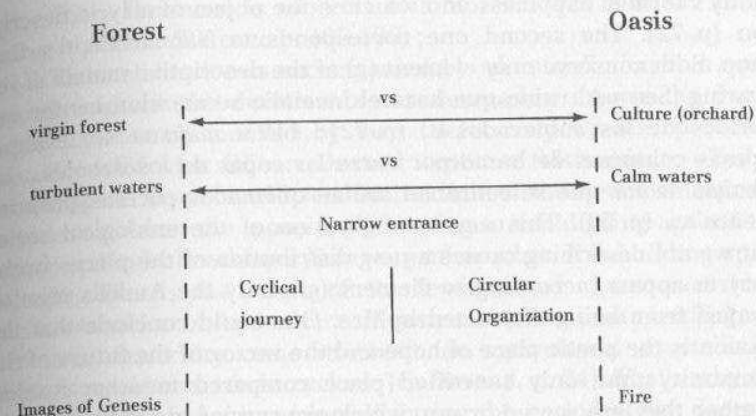 Forest Oasis
vs
virgin forest Culture (orchard)
vs
turbulent waters Calm waters
Narrow entrance
Cyclical Circular
journey Organization
Images of Genesis Fire